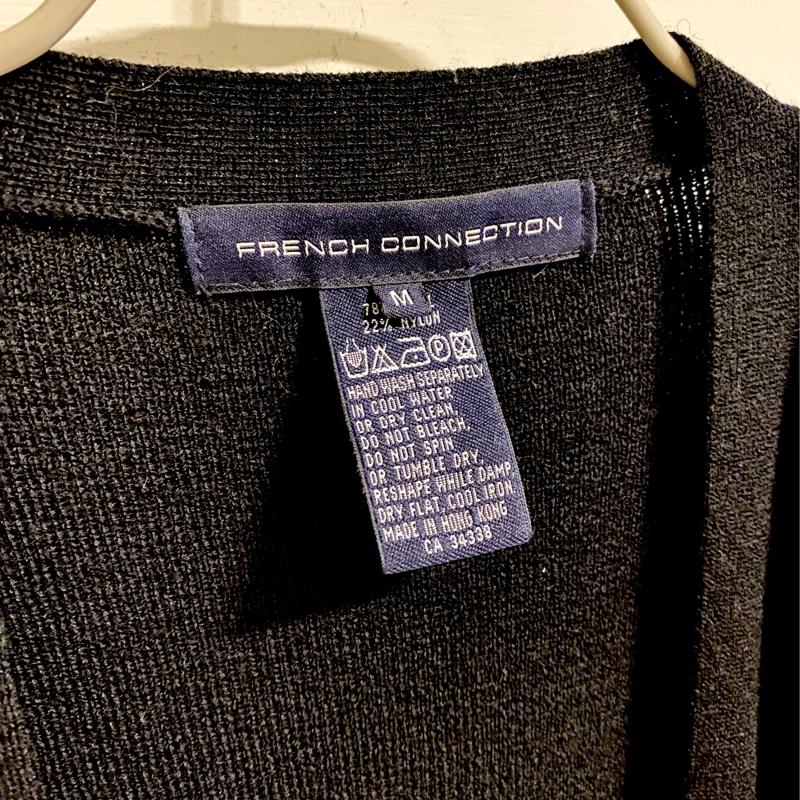 FRENCH CONNECTION
M
78
22% NYLON
HAND WASH SEPARATELY
IN COOL WATER
OR DRY CLEAN,
DO NOT BLEACH,
DO NOT SPIN
OR TUMBLE DRY
RESHAPE WHILE DAMP
DRY FLAT COOL IRON
MADE IN HONG KONG
CA 34338